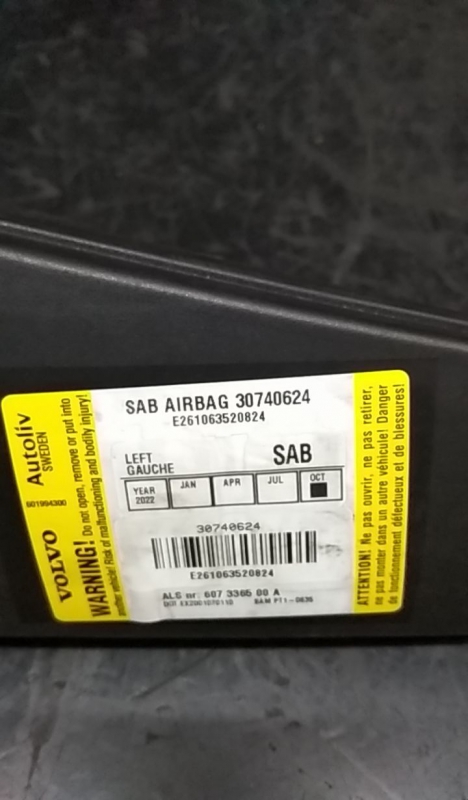 SAB AIRBAG 30740624
E261063520824
LEFT
GAUCHE
SAB
YEAR
2022
JAN
APR
JUL
OCT
30740624
E261063520824
ALS nr: 607 3365 00 A
Autoliv
SWEDEN
601994300
VOLVO
WARNING! Do not open, remove or put into
another vehicle! Risk of malfunctioning and bodily injury!
ATTENTION! Ne pas ouvrir, ne pas retirer,
ne pas monter dans un autre véhicule! Danger
de fonctionnement défectueux et de blessures!